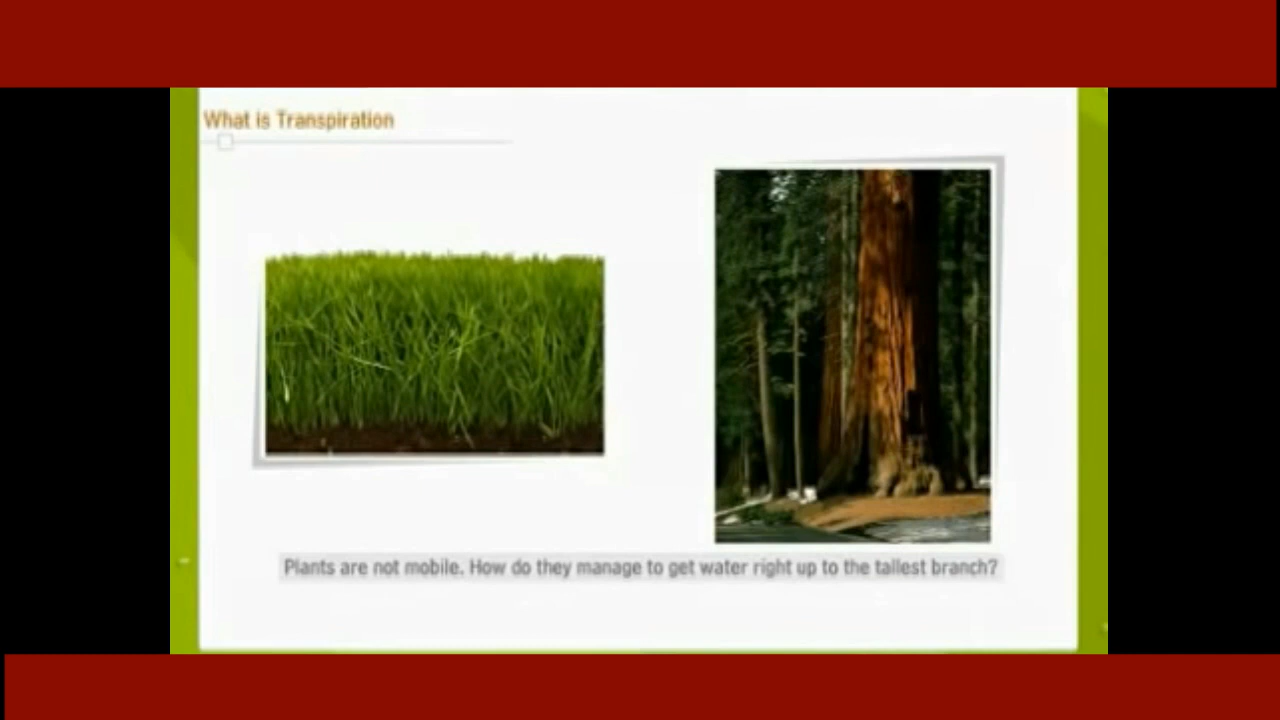 What is Transpiration
Plants are not mobile. How do they manage to get water right up to the tallest branch?